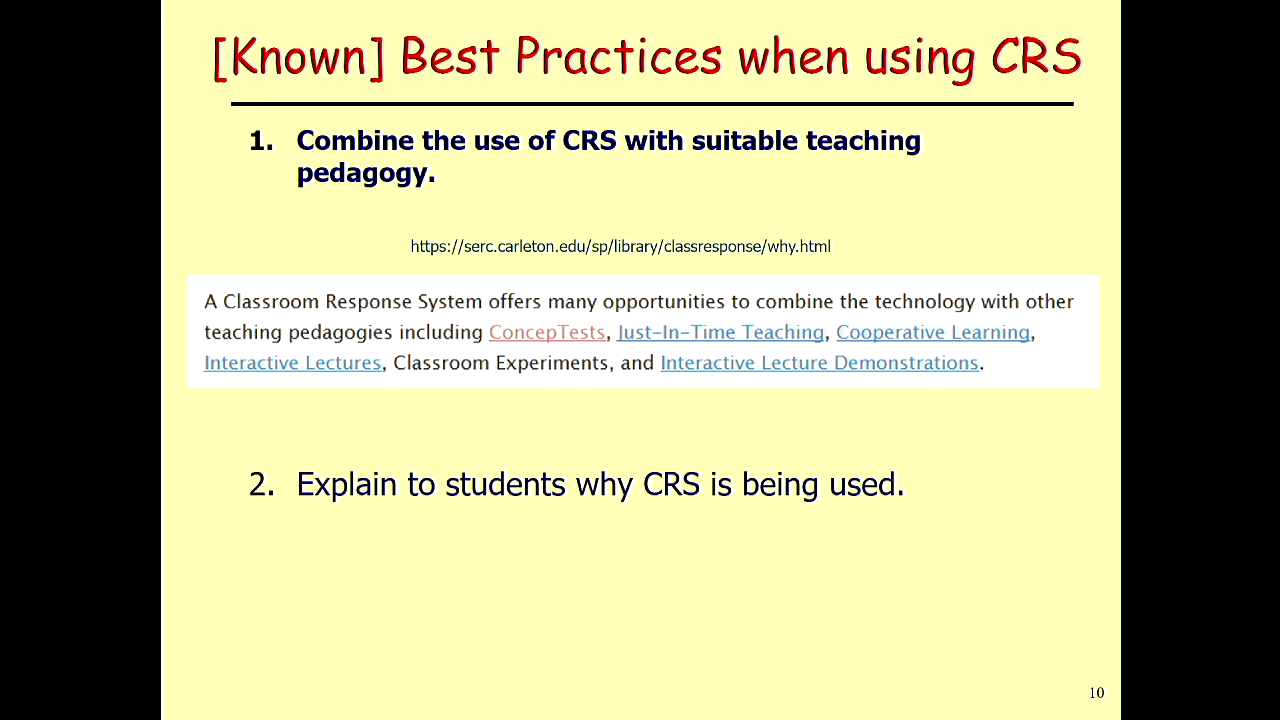 [Known] Best Practices when using CRS
1. Combine the use of CRS with suitable teaching
pedagogy.
https://serc.carleton.edu/sp/library/classresponse/why.html
A Classroom Response System offers many opportunities to combine the technology with other
teaching pedagogies including ConcepTests, Just-In-Time Teaching, Cooperative Learning,
Interactive Lectures, Classroom Experiments, and Interactive Lecture Demonstrations.
2. Explain to students why CRS is being used.
10